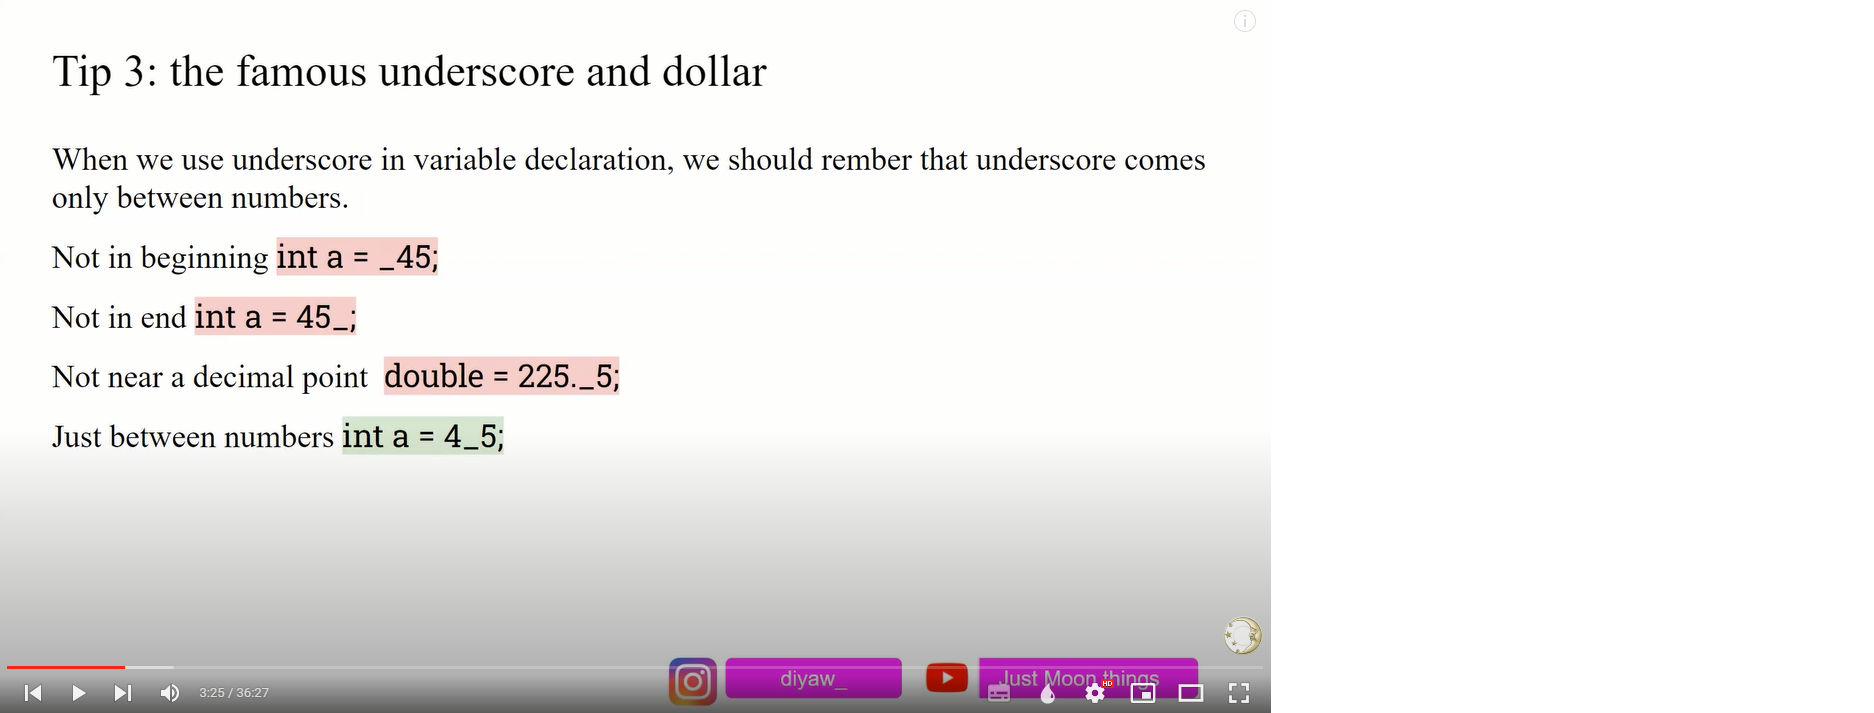 Tip 3: the famous underscore and dollar
When we use underscore in variable declaration, we should rember that underscore comes
only between numbers.
Not in beginning int a = _45;
Not in end int a = 45_;
Not near a decimal point double = 225._5;
Just between numbers int a = 4_5;
diyaw_
Just Moon things
3:25 / 36:27
HD